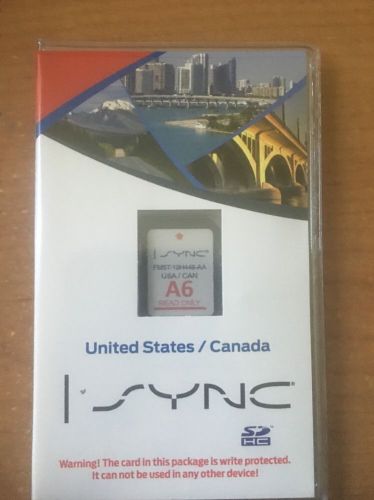 SYNC
FM5T-19H449-AA
USA / CAN
A6
READ ONLY
United States / Canada
SYNC
SD
HC
Warning! The card in this package is write protected.
It can not be used in any other device!